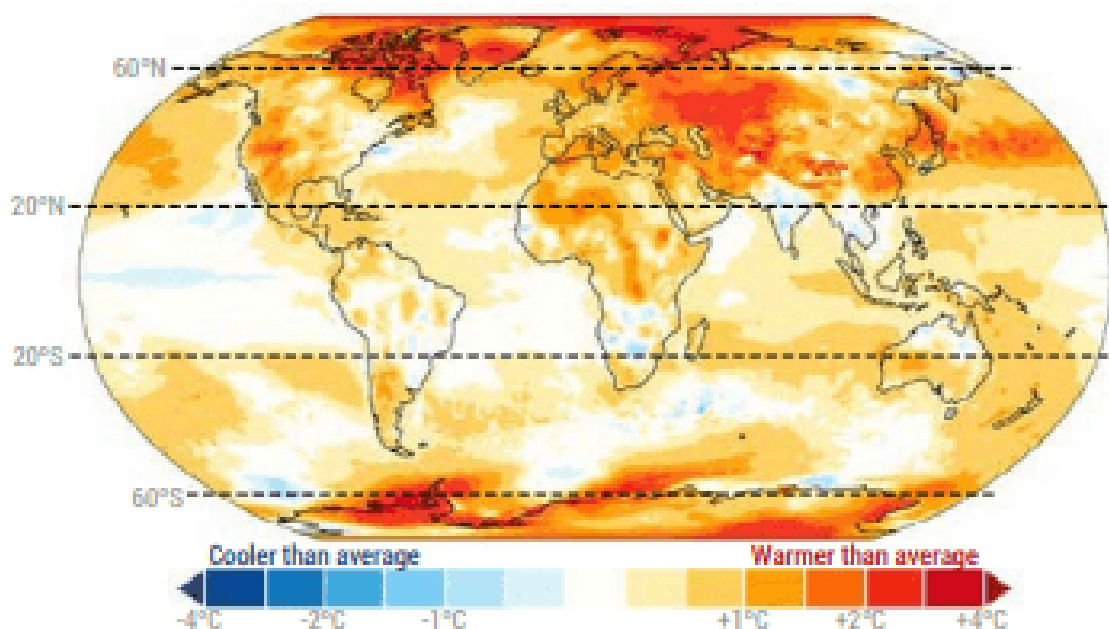 60°N
20°N
20°S
60°S
Cooler than average Warmer than average
-4°C -2°C -1°C +1°C +2°C +4°C